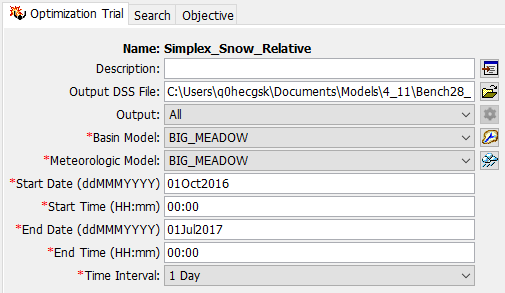 Optimization Trial Search Objective
Name: Simplex_Snow_Relative
Description:
Output DSS File: C:\Users\q0hecgsk\Documents\Models\4_11\Bench28_
Output: All
*Basin Model: BIG_MEADOW
*Meteorologic Model: BIG_MEADOW
*Start Date (ddMMMYYYY) 01Oct2016
*Start Time (HH:mm) 00:00
*End Date (ddMMMYYYY) 01Jul2017
*End Time (HH:mm) 00:00
*Time Interval: 1 Day